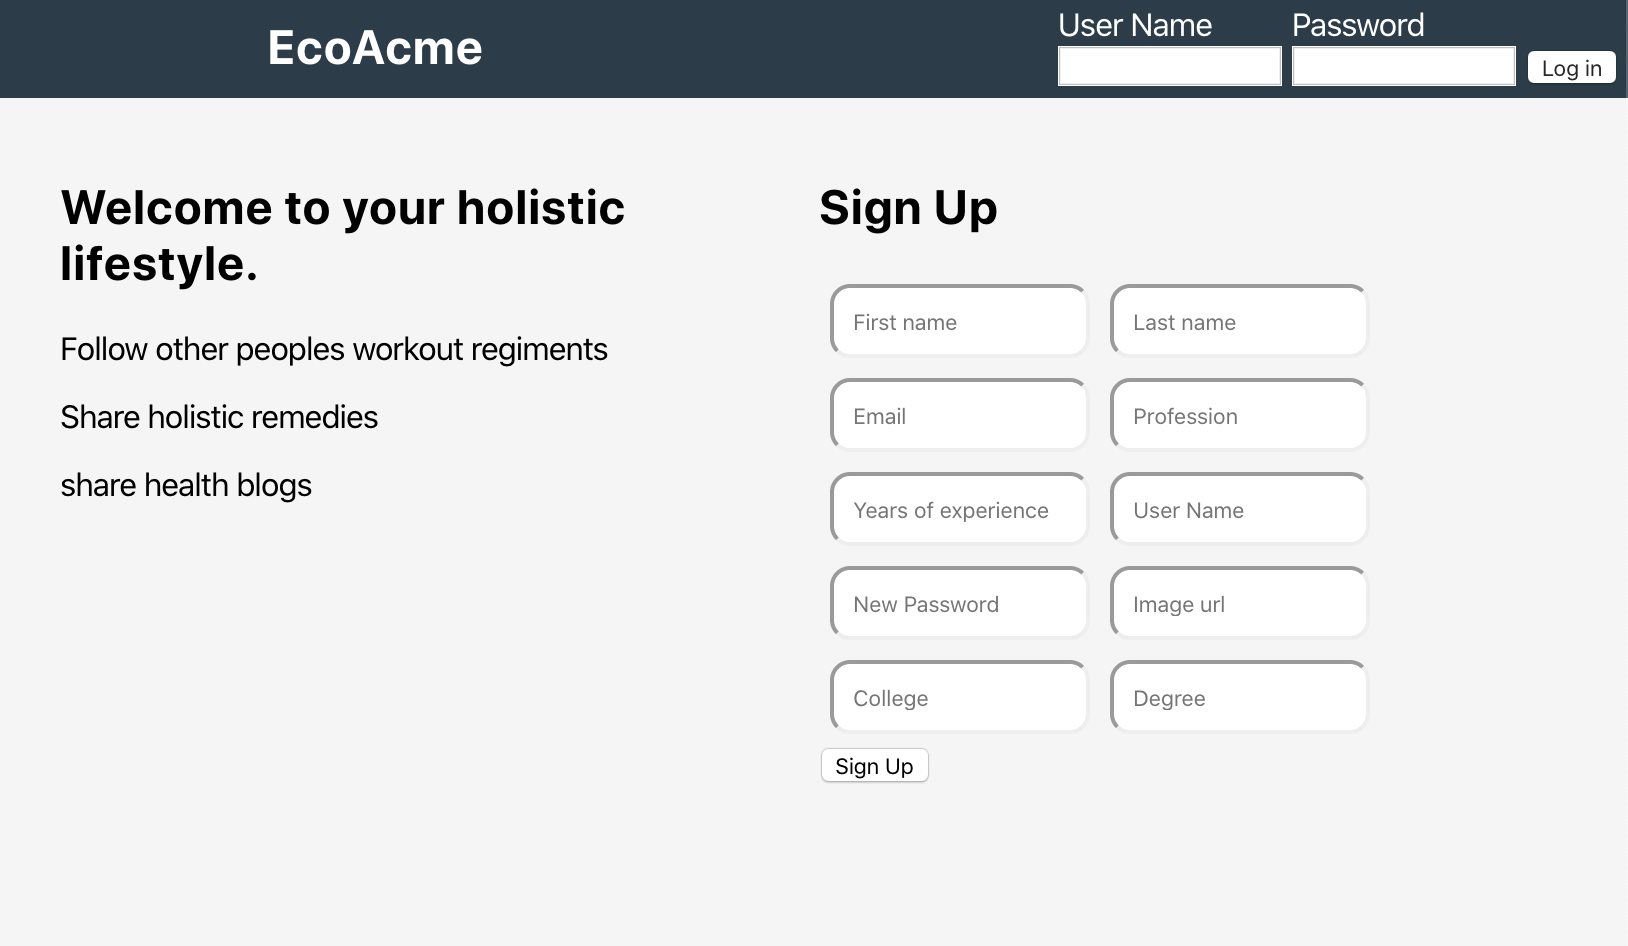 EcoAcme
User Name
Password
Log in
Welcome to your holistic
lifestyle.
Follow other peoples workout regiments
Share holistic remedies
share health blogs
Sign Up
First name
Last name
Email
Profession
Years of experience
User Name
New Password
Image url
College
Degree
Sign Up